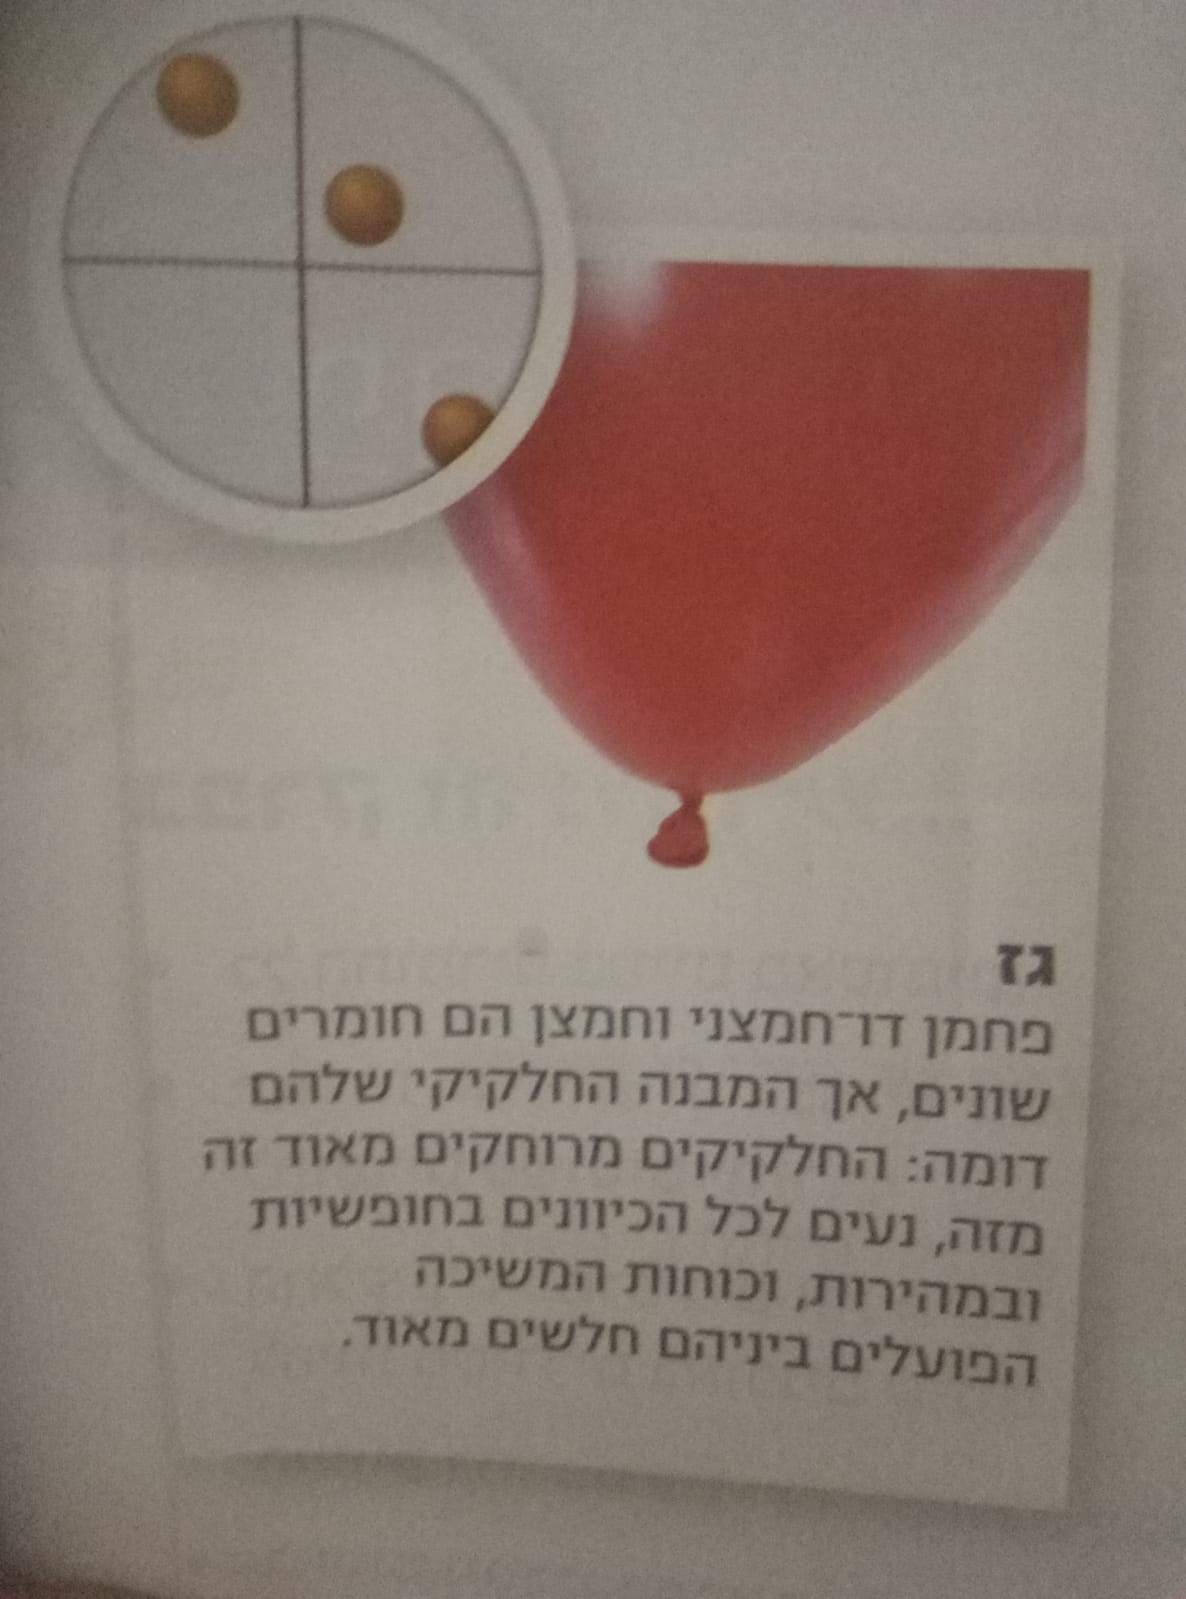 גז
פחמן דו־חמצני וחמצן הם חומרים
שונים, אך המבנה החלקיקי שלהם
דומה: החלקיקים מרוחקים מאוד זה
מזה, נעים לכל הכיוונים בחופשיות
ובמהירות, וכוחות המשיכה
הפועלים ביניהם חלשים מאוד.